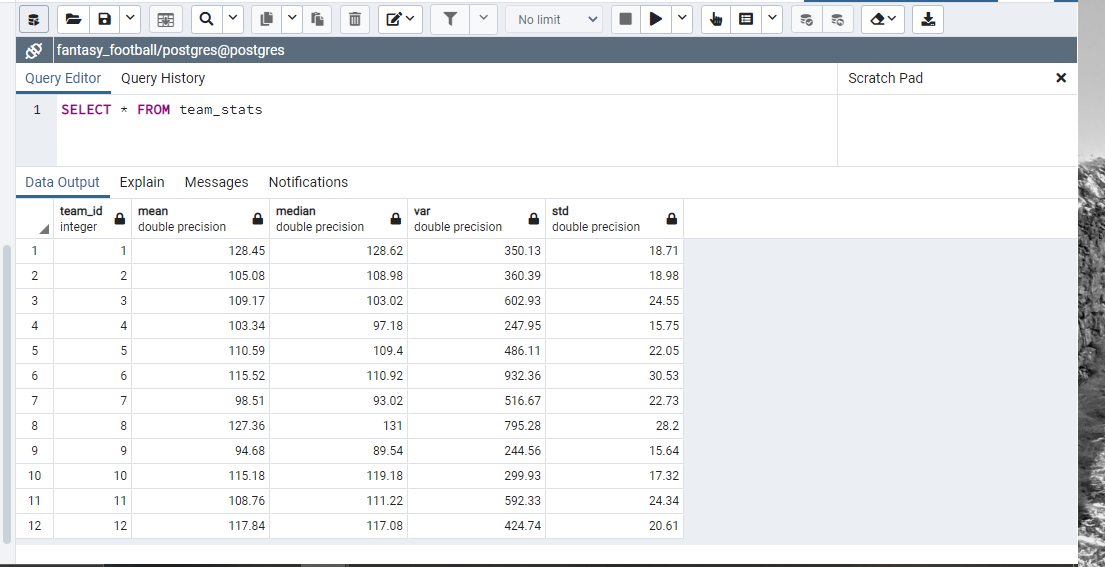 No limit
fantasy_football/postgres@postgres
Query Editor Query History Scratch Pad
1 SELECT * FROM team_stats
Data Output Explain Messages Notifications
team_id mean median var std
integer double precision double precision double precision double precision
1 1 128.45 128.62 350.13 18.71
2 2 105.08 108.98 360.39 18.98
3 3 109.17 103.02 602.93 24.55
4 4 103.34 97.18 247.95 15.75
5 5 110.59 109.4 486.11 22.05
6 6 115.52 110.92 932.36 30.53
7 7 98.51 93.02 516.67 22.73
8 8 127.36 131 795.28 28.2
9 9 94.68 89.54 244.56 15.64
10 10 115.18 119.18 299.93 17.32
11 11 108.76 111.22 592.33 24.34
12 12 117.84 117.08 424.74 20.61